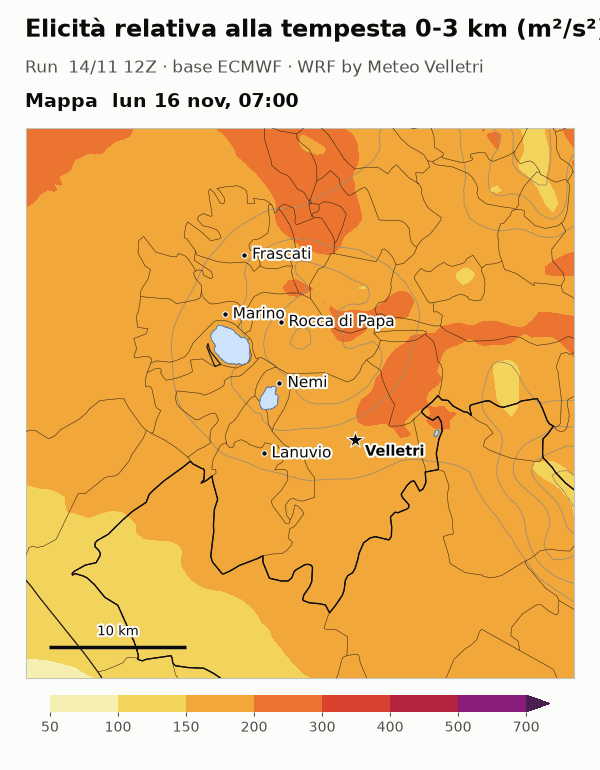 Elicità relativa alla tempesta 0-3 km (m²/s²)
Run 14/11 12Z · base ECMWF · WRF by Meteo Velletri
Mappa lun 16 nov, 07:00
Frascati
Marino
Rocca di Papa
Nemi
Velletri
Lanuvio
10 km
50 100 150 200 300 400 500 700